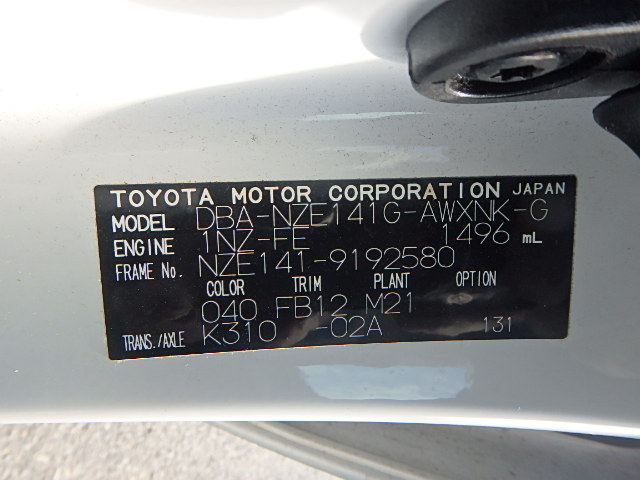 TOYOTA MOTOR CORPORATION JAPAN
MODEL DBA-NZE141G-AWXNK-G
ENGINE 1NZ-FE 1496 mL
FRAME No. NZE141-9192580
COLOR TRIM PLANT OPTION
040 FB12 M21
TRANS./AXLE K310 -02A 131